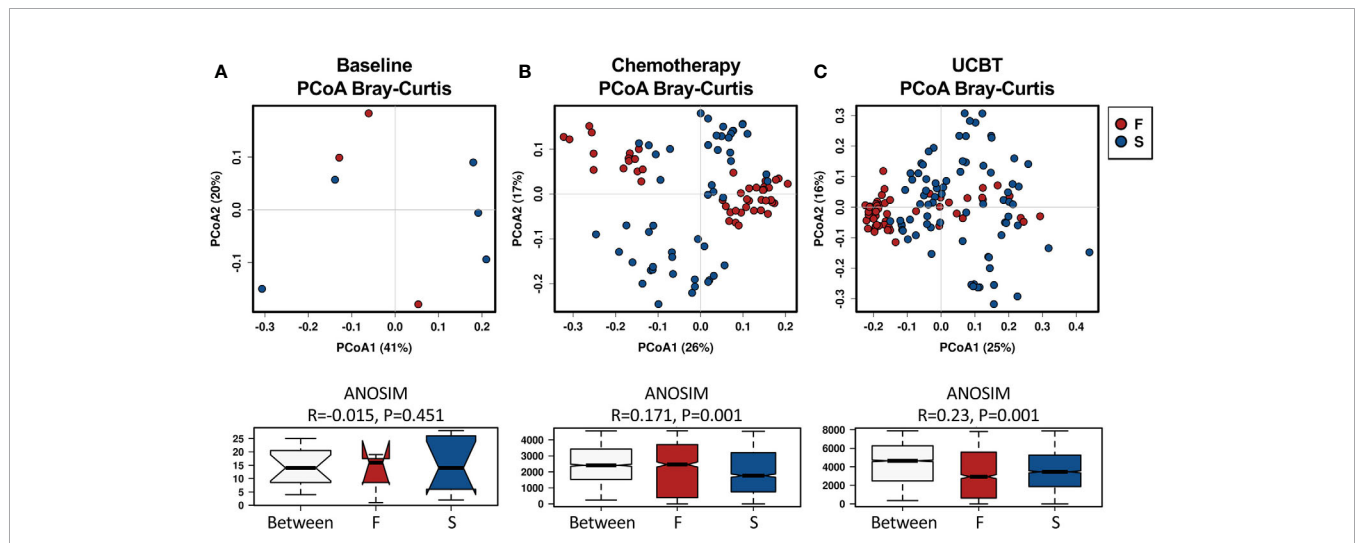 A
Baseline
PCoA Bray-Curtis
0.1
0.0
-0.1
PCoA2 (20%)
-0.3
-0.2
-0.1
0.0
0.1
0.2
PCoA1 (41%)
B
Chemotherapy
PCoA Bray-Curtis
0.1
0.0
-0.1
-0.2
PCoA2 (17%)
-0.3
-0.2
-0.1
0.0
0.1
0.2
PCoA1 (26%)
C
UCBT
PCoA Bray-Curtis
0.3
0.2
0.1
0.0
-0.1
-0.2
-0.3
PCoA2 (16%)
-0.2
-0.1
0.0
0.1
0.2
0.3
0.4
PCoA1 (25%)
F
S
ANOSIM
R=-0.015, P=0.451
25
20
15
10
5
0
Between
F
S
ANOSIM
R=0.171, P=0.001
4000
3000
2000
1000
0
Between
F
S
ANOSIM
R=0.23, P=0.001
8000
6000
4000
2000
0
Between
F
S